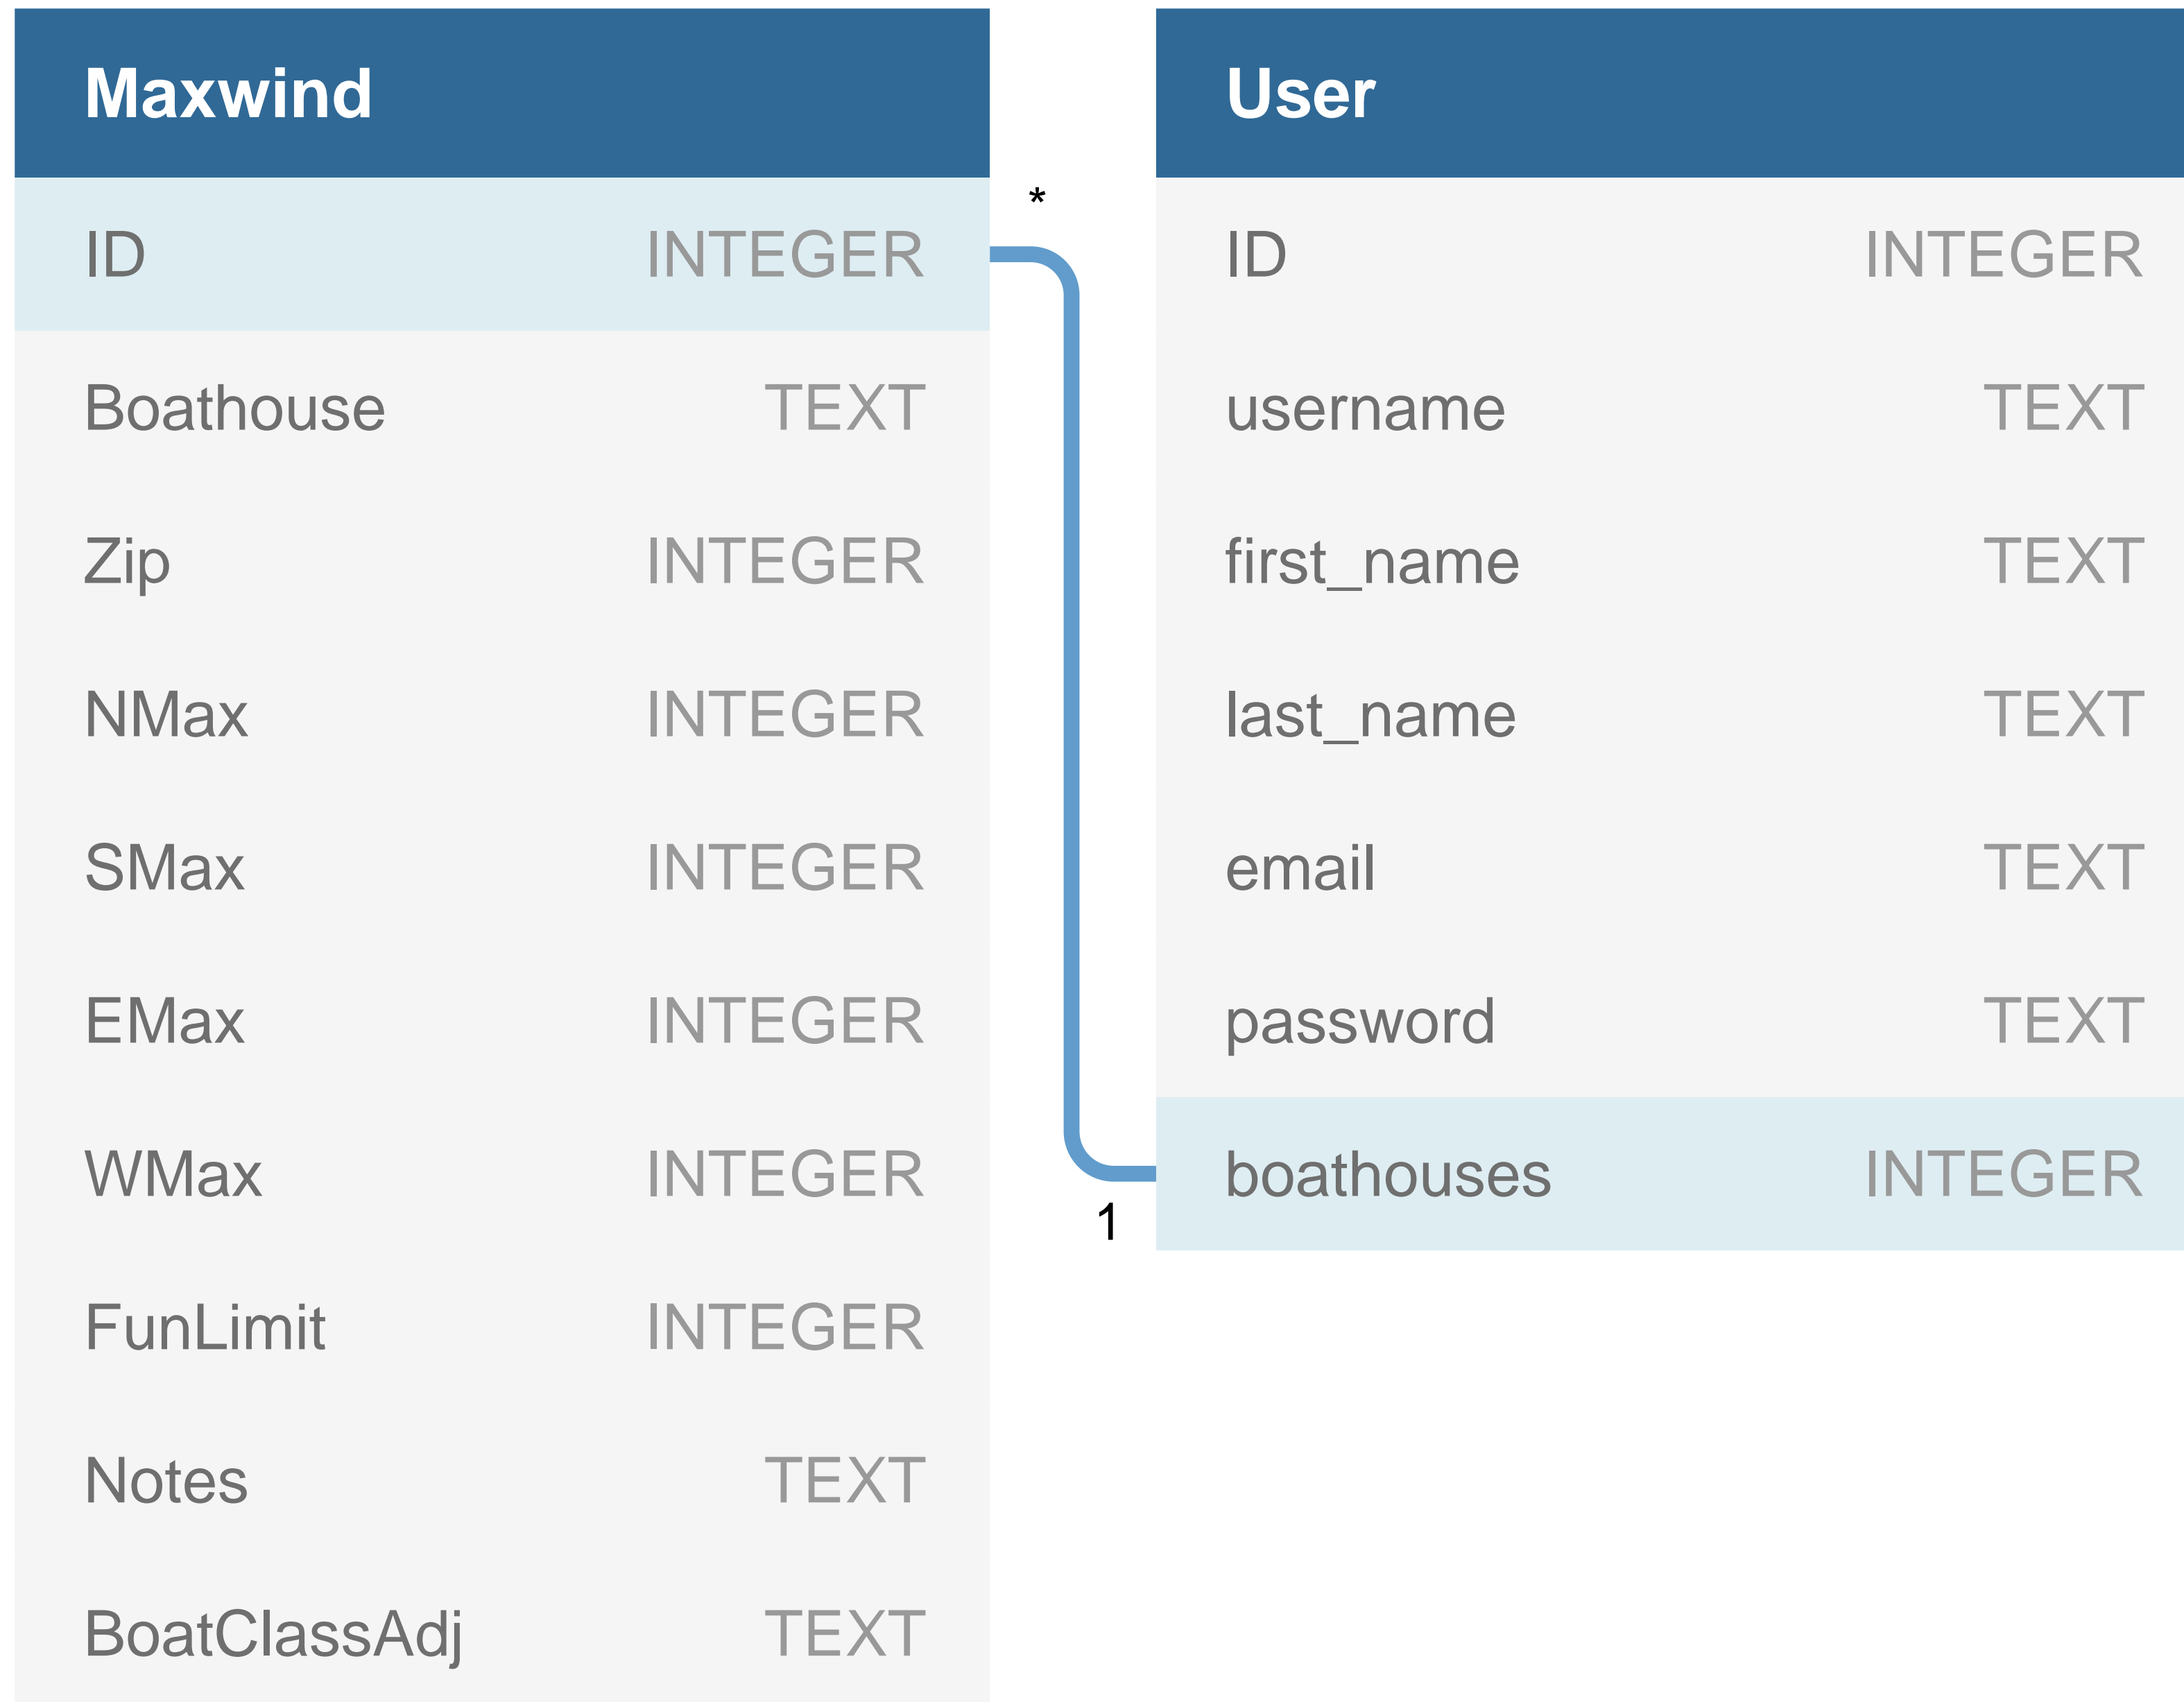 Maxwind
ID INTEGER
Boathouse TEXT
Zip INTEGER
NMax INTEGER
SMax INTEGER
EMax INTEGER
WMax INTEGER
FunLimit INTEGER
Notes TEXT
BoatClassAdj TEXT
*
1
User
ID INTEGER
username TEXT
first_name TEXT
last_name TEXT
email TEXT
password TEXT
boathouses INTEGER